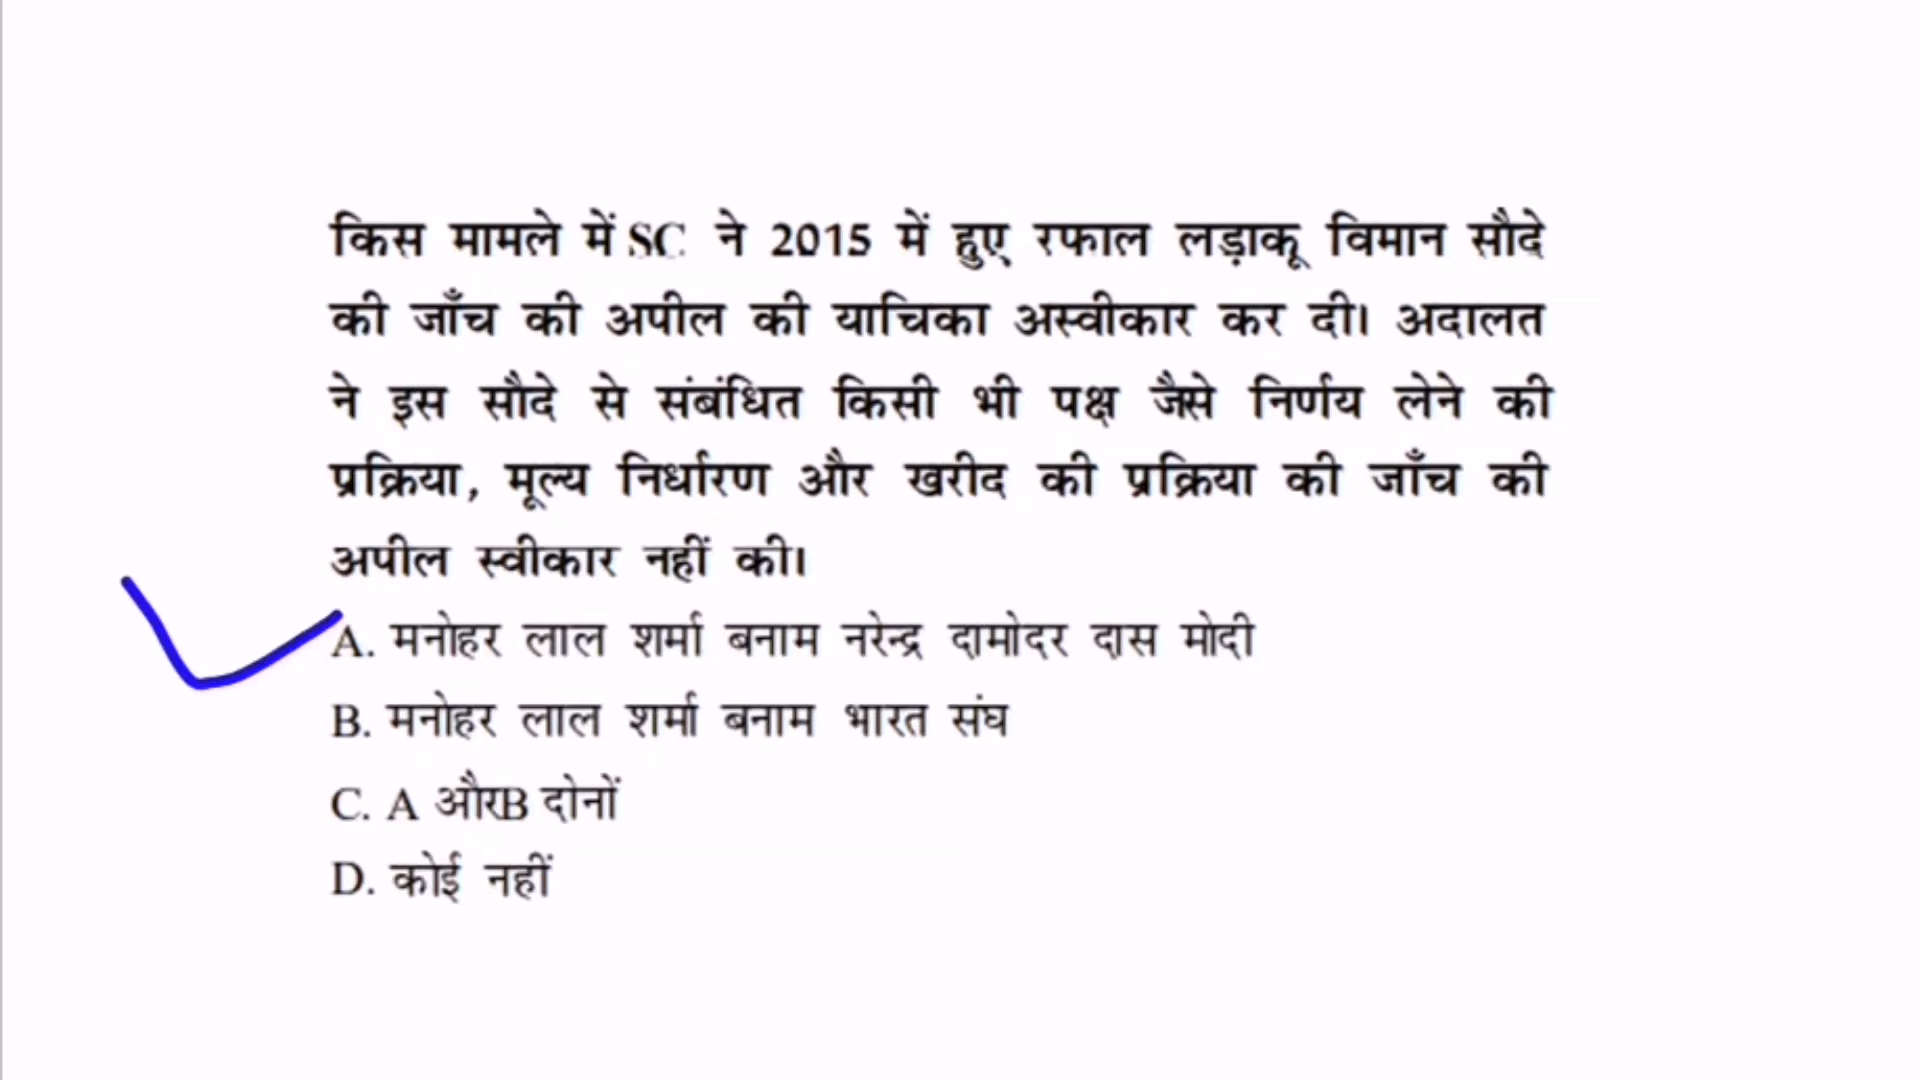 किस मामले में SC ने 2015 में हुए रफाल लड़ाकू विमान सौदे
की जाँच की अपील की याचिका अस्वीकार कर दी। अदालत
ने इस सौदे से संबंधित किसी भी पक्ष जैसे निर्णय लेने की
प्रक्रिया, मूल्य निर्धारण और खरीद की प्रक्रिया की जाँच की
अपील स्वीकार नहीं की।
A. मनोहर लाल शर्मा बनाम नरेन्द्र दामोदर दास मोदी
B. मनोहर लाल शर्मा बनाम भारत संघ
C. A औरB दोनों
D. कोई नहीं